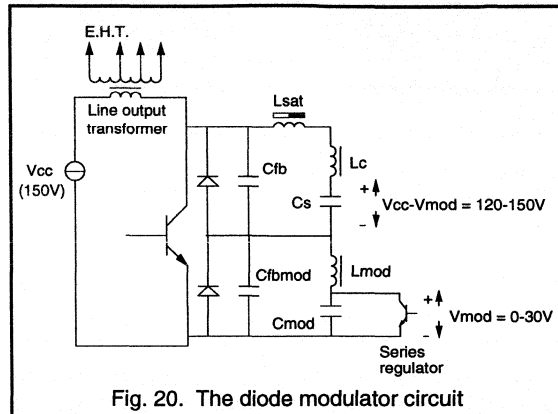 E.H.T.
Line output
transformer
Vcc
(150V)
Lsat
Cfb
Lc
Cs
+
Vcc-Vmod = 120-150V
–
Cfbmod
Lmod
Cmod
+
Vmod = 0-30V
–
Series
regulator
Fig. 20. The diode modulator circuit